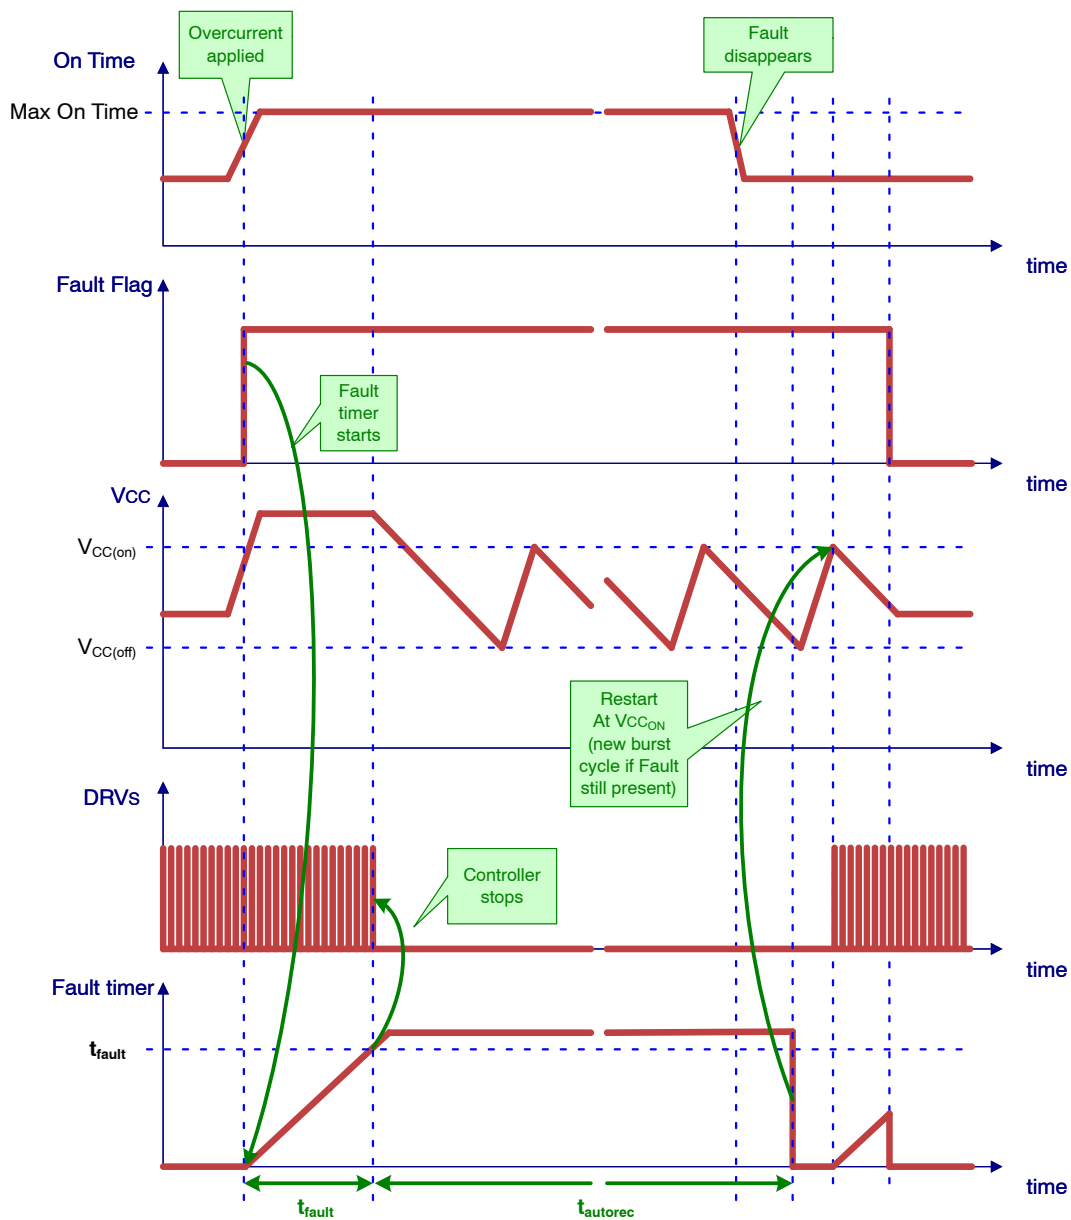 Overcurrent
applied
Fault
disappears
On Time
Max On Time
time
Fault Flag
Fault
timer
starts
time
VCC
VCC(on)
VCC(off)
Restart
At VCCON
(new burst
cycle if Fault
still present)
time
DRVs
Controller
stops
time
Fault timer
tfault
time
tfault
tautorec